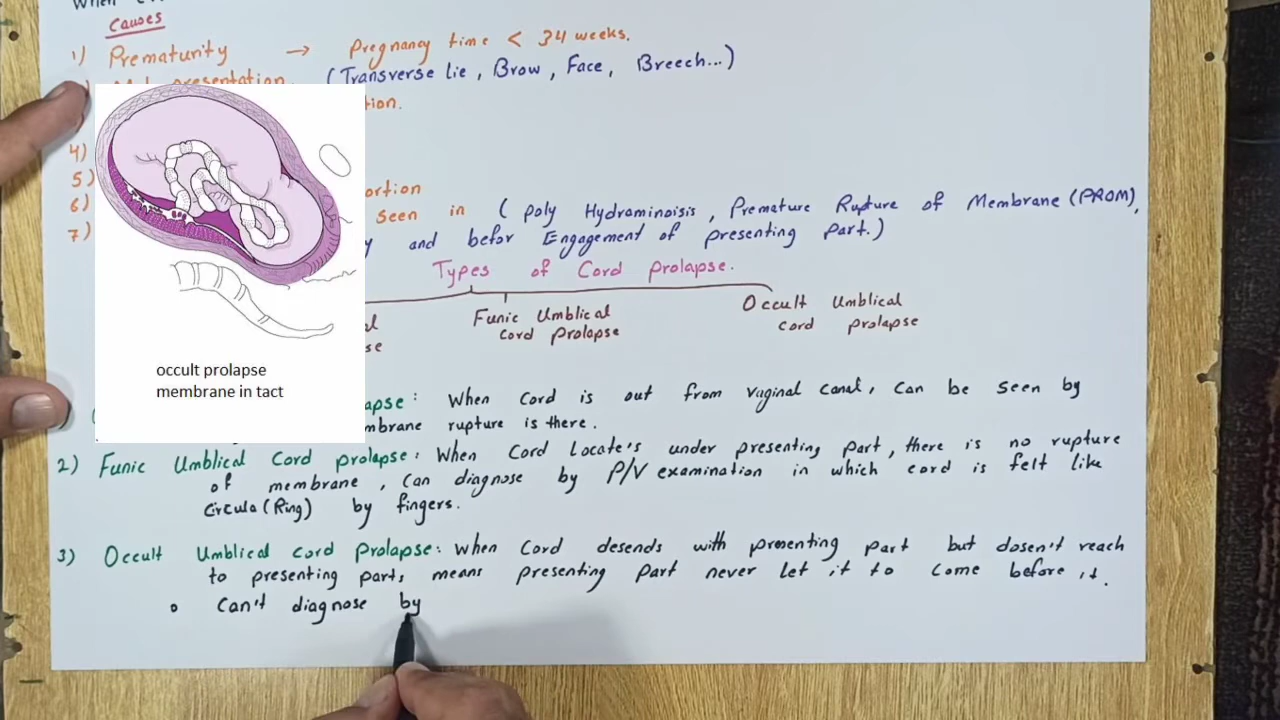 Causes
1) Prematurity → Pregnancy time < 34 weeks.
presentation (Transverse lie, Brow, Face, Breech...)
tion.
4)
5) ortion
6) seen in (poly Hydraminoisis, Premature Rupture of Membrane (PROM),
7) y and befor Engagement of presenting Part.)
Types of Cord prolapse.
al Funic Umblical Occult Umblical
se Cord Prolapse cord prolapse
occult prolapse
membrane in tact
apse: When Cord is out from vaginal canal, Can be seen by
mbrane rupture is there.
2) Funic Umblical Cord prolapse: When Cord Locate's under presenting part, there is no rupture
of membrane, Can diagnose by P/V examination in which cord is felt like
Circula (Ring) by fingers.
3) Occult Umblical Cord Prolapse: When Cord desends with presenting part but dosen't reach
to presenting part, means presenting Part never let it to come before it.
o Can't diagnose by